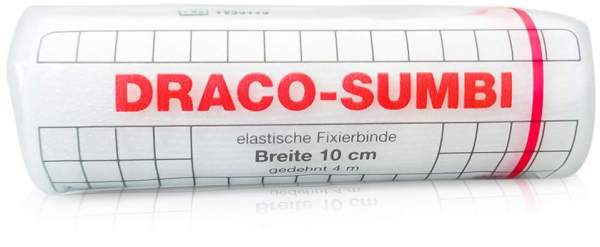 DRACO-SUMBI
elastische Fixierbinde
Breite 10 cm
gedehnt 4 m